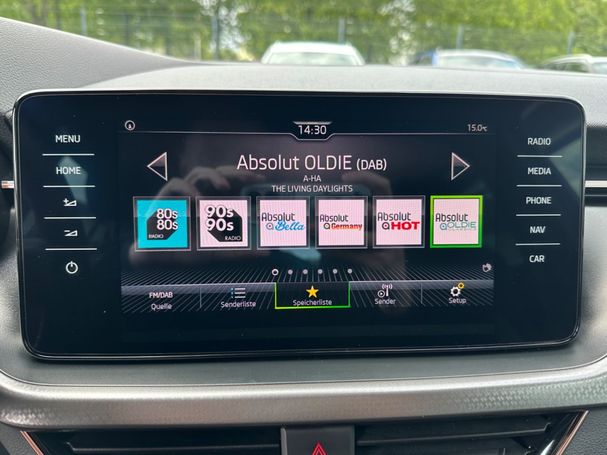 14:30
15.0°C
MENU
HOME
RADIO
MEDIA
PHONE
NAV
CAR
Absolut OLDIE (DAB)
A-HA
THE LIVING DAYLIGHTS
80s
80s
RADIO
90s
90s
RADIO
Absolut
Bella
Absolut
Germany
Absolut
HOT
Absolut
OLDIE
FM/DAB
Quelle
Senderliste
Speicherliste
Sender
Setup